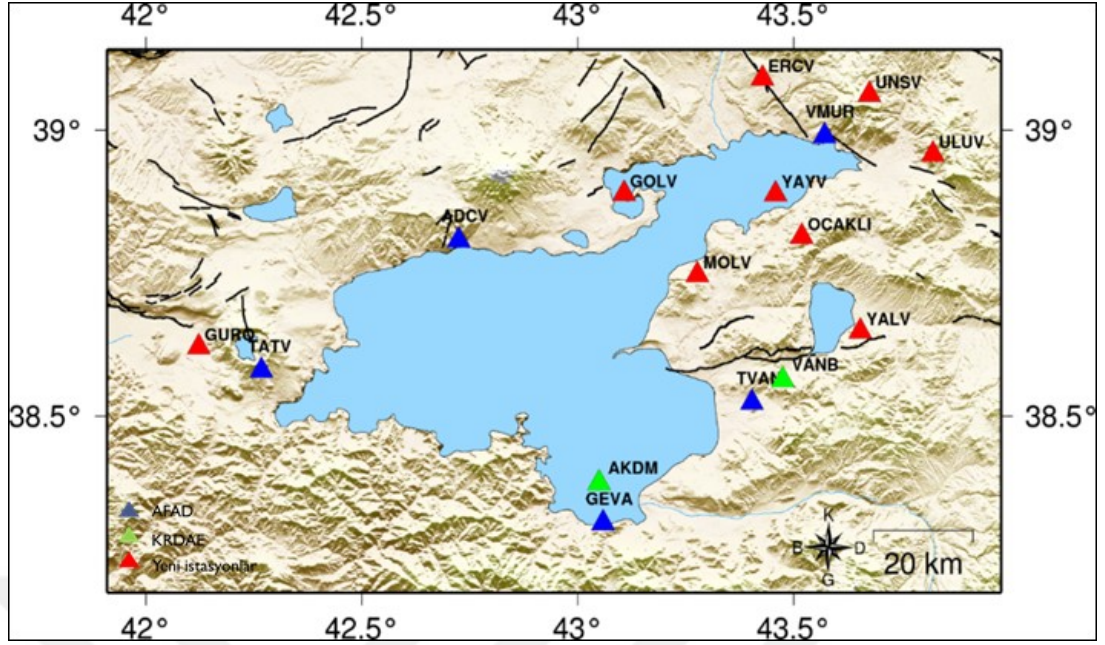 42° 42.5° 43° 43.5°
ERCV
UNSV
VMUR
39° 39°
ULUV
GOLV YAYV
ADCV
OCAKLI
MOLV
YALV
GURO
TATV
VANB
TVAN
38.5° 38.5°
AKDM
GEVA
AFAD
KRDAE
Yeni istasyonlar
K
B D
G
20 km
42° 42.5° 43° 43.5°